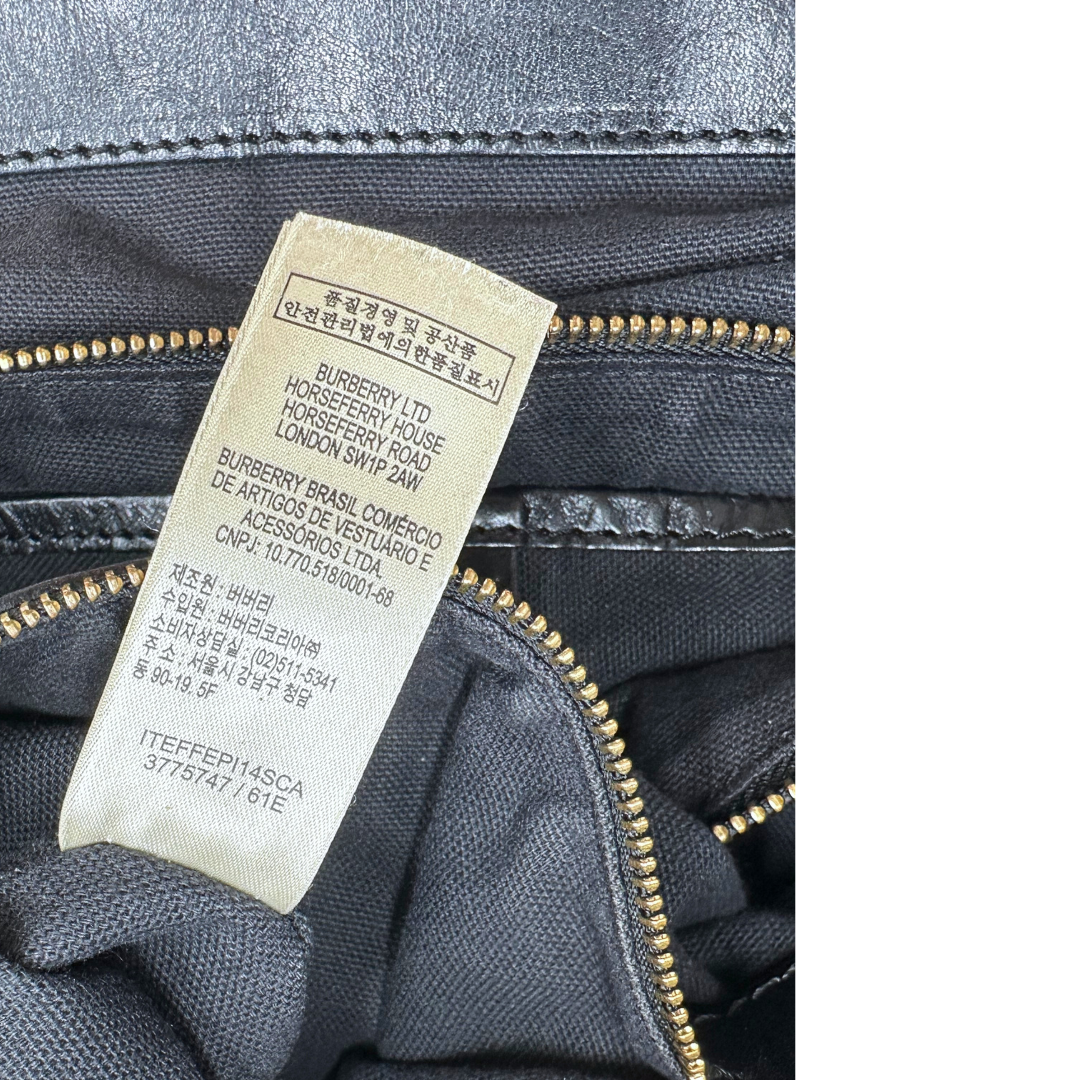 품질경영 및 공산품
안전관리법에의한품질표시
BURBERRY LTD
HORSEFERRY HOUSE
HORSEFERRY ROAD
LONDON SW1P 2AW
BURBERRY BRASIL COMÉRCIO
DE ARTIGOS DE VESTUÁRIO E
ACESSÓRIOS LTDA,
CNPJ: 10.770.518/0001-68
제조원 : 버버리
수입원 : 버버리코리아㈜
소비자상담실, (02)511-5341
주소 : 서울시 강남구 청담
동 90-19. 5F
ITEFFEPI14SCA
3775747 / 61E